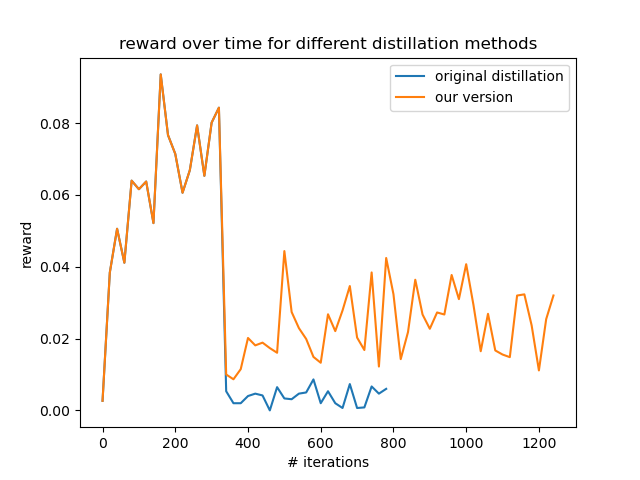 reward over time for different distillation methods
original distillation
our version
reward
0.08
0.06
0.04
0.02
0.00
0 200 400 600 800 1000 1200
# iterations